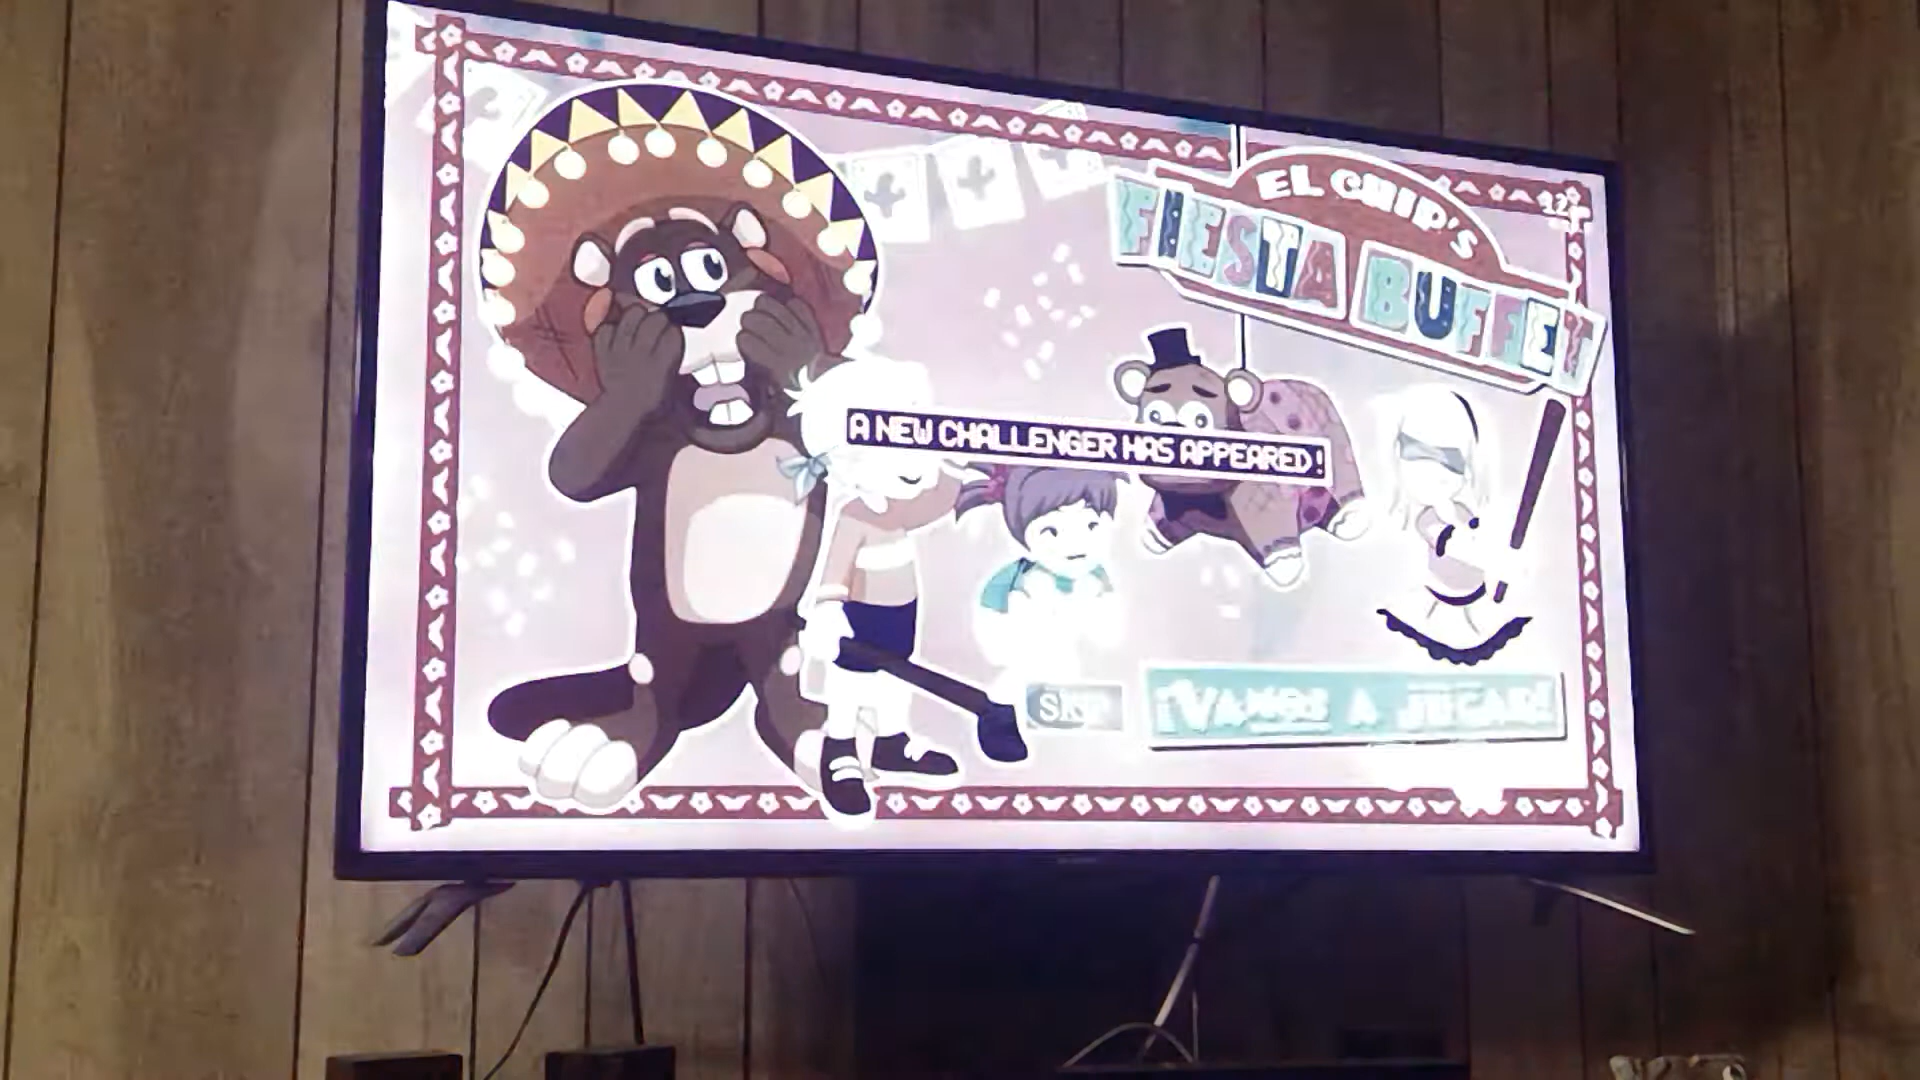 EL CHIP'S
FIESTA BUFFET
A NEW CHALLENGER HAS APPEARED!
SKIP
¡VAMOS A JUGAR!